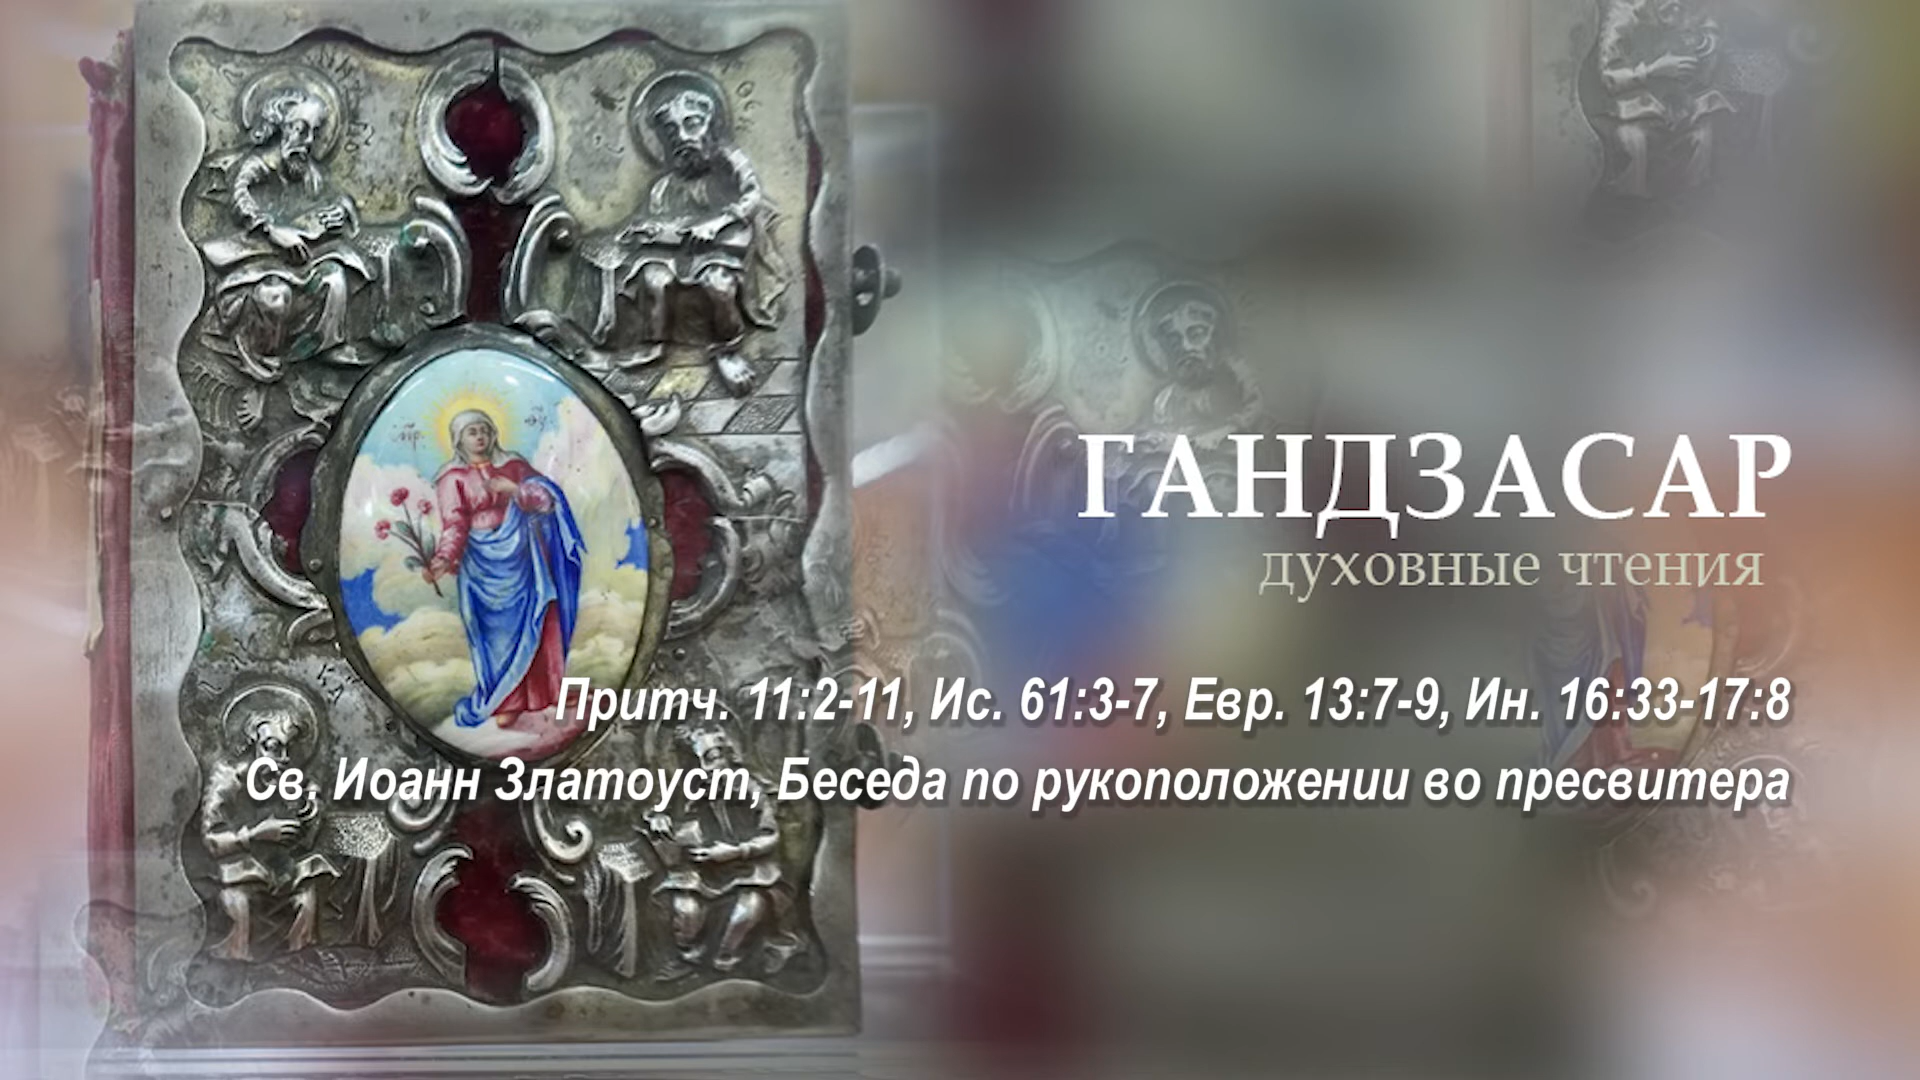 ГАНДЗАСАР
духовные чтения
Притч. 11:2-11, Ис. 61:3-7, Евр. 13:7-9, Ин. 16:33-17:8
Св. Иоанн Златоуст, Беседа по рукоположении во пресвитера